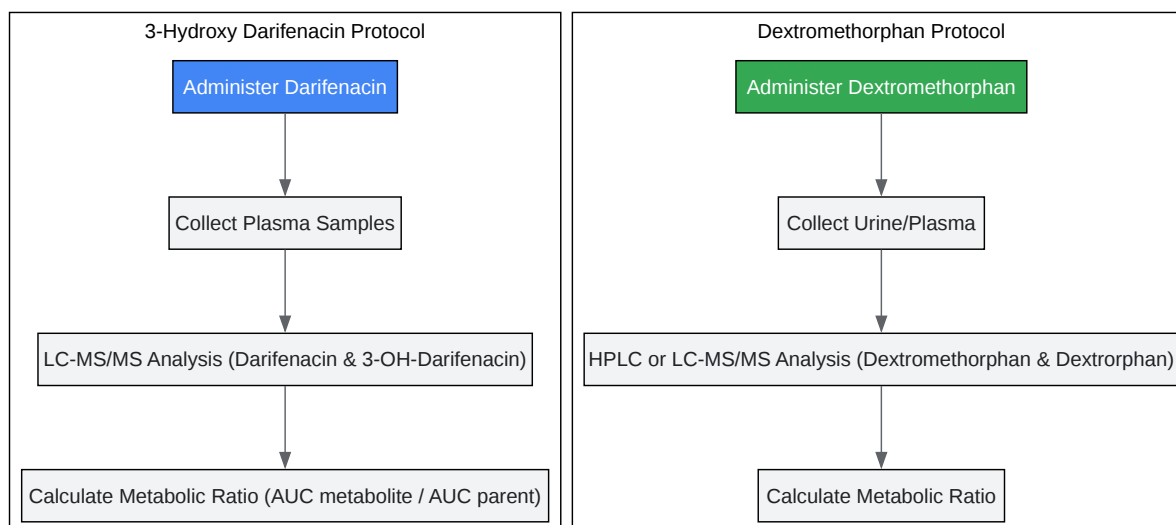 3-Hydroxy Darifenacin Protocol
Administer Darifenacin
Collect Plasma Samples
LC-MS/MS Analysis (Darifenacin & 3-OH-Darifenacin)
Calculate Metabolic Ratio (AUC metabolite / AUC parent)
Dextromethorphan Protocol
Administer Dextromethorphan
Collect Urine/Plasma
HPLC or LC-MS/MS Analysis (Dextromethorphan & Dextrorphan)
Calculate Metabolic Ratio